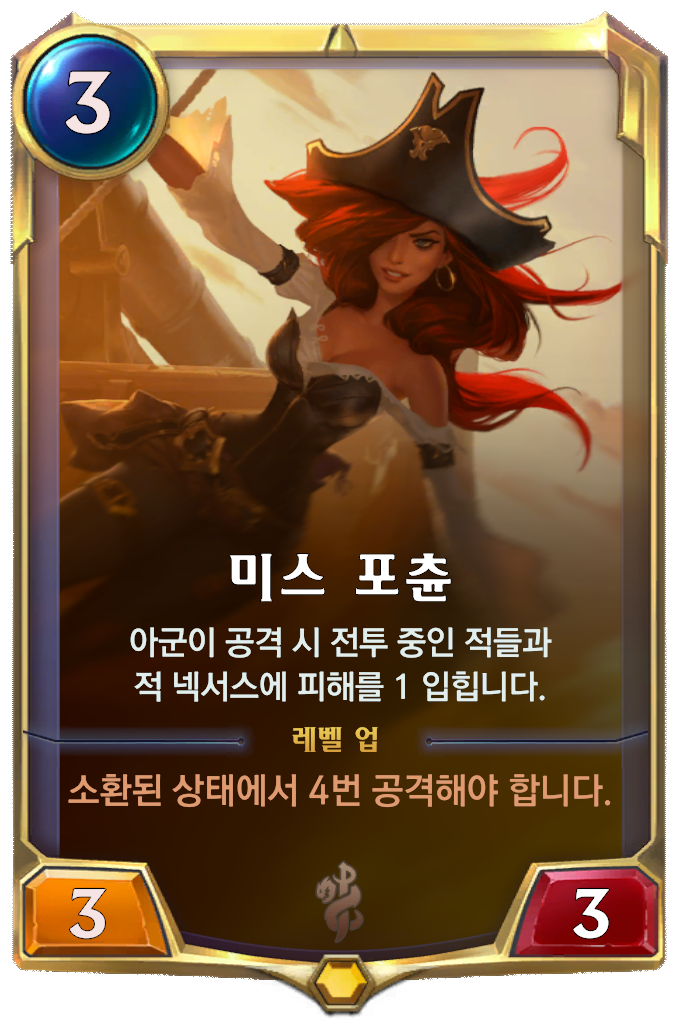 3
미스 포츈
아군이 공격 시 전투 중인 적들과
적 넥서스에 피해를 1 입힙니다.
레벨 업
소환된 상태에서 4번 공격해야 합니다.
3
3